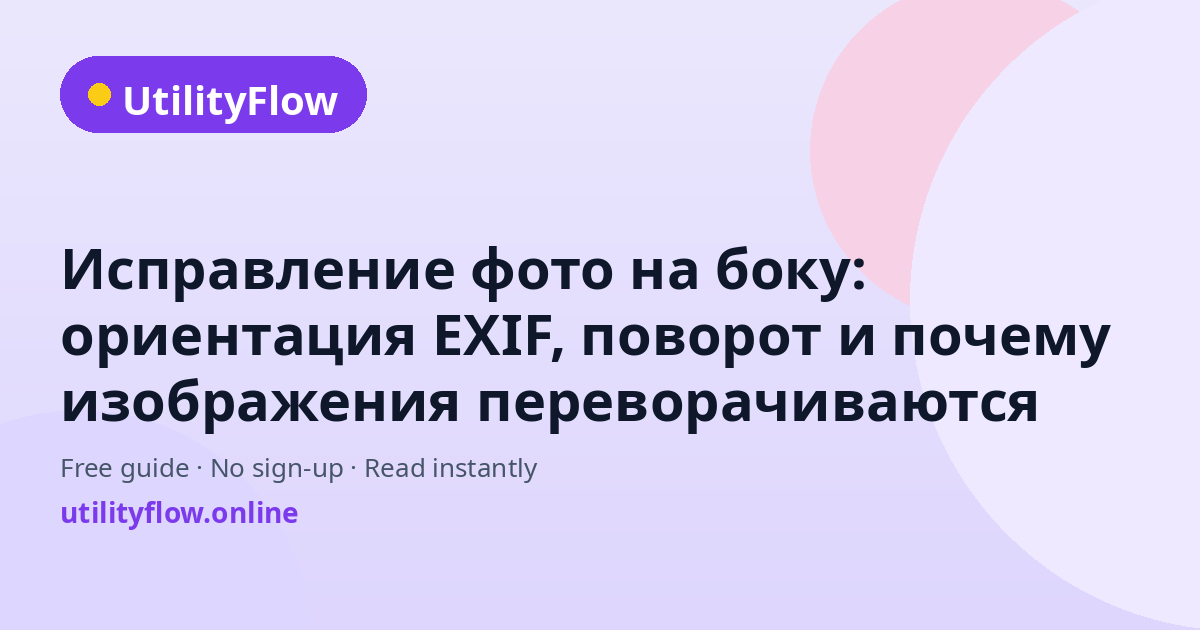 UtilityFlow
Исправление фото на боку:
ориентация EXIF, поворот и почему
изображения переворачиваются
Free guide · No sign-up · Read instantly
utilityflow.online